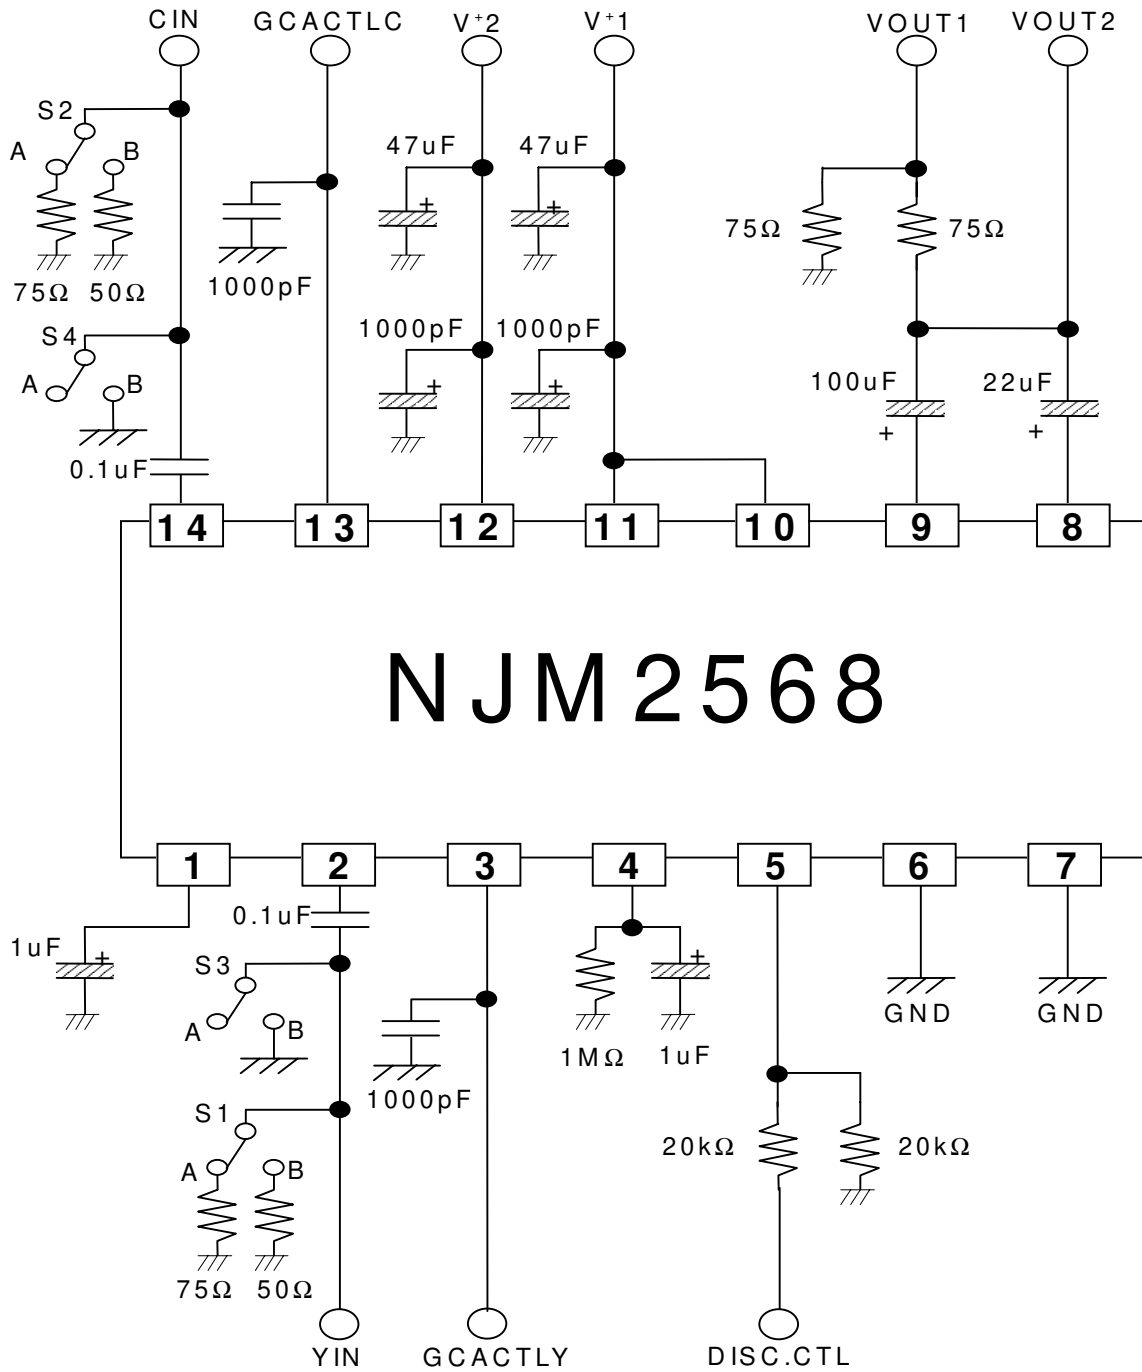 CIN GCACTLC V+2 V+1 VOUT1 VOUT2
S2
A B
47uF 47uF
75Ω 75Ω
75Ω 50Ω
1000pF
S4
A B
1000pF 1000pF
100uF 22uF
+ + + + + +
0.1uF
14 13 12 11 10 9 8
NJM2568
1 2 3 4 5 6 7
0.1uF
1uF
+ +
S3
A B
GND GND
1MΩ 1uF
1000pF
S1
A B
20kΩ 20kΩ
75Ω 50Ω
YIN GCACTLY DISC.CTL